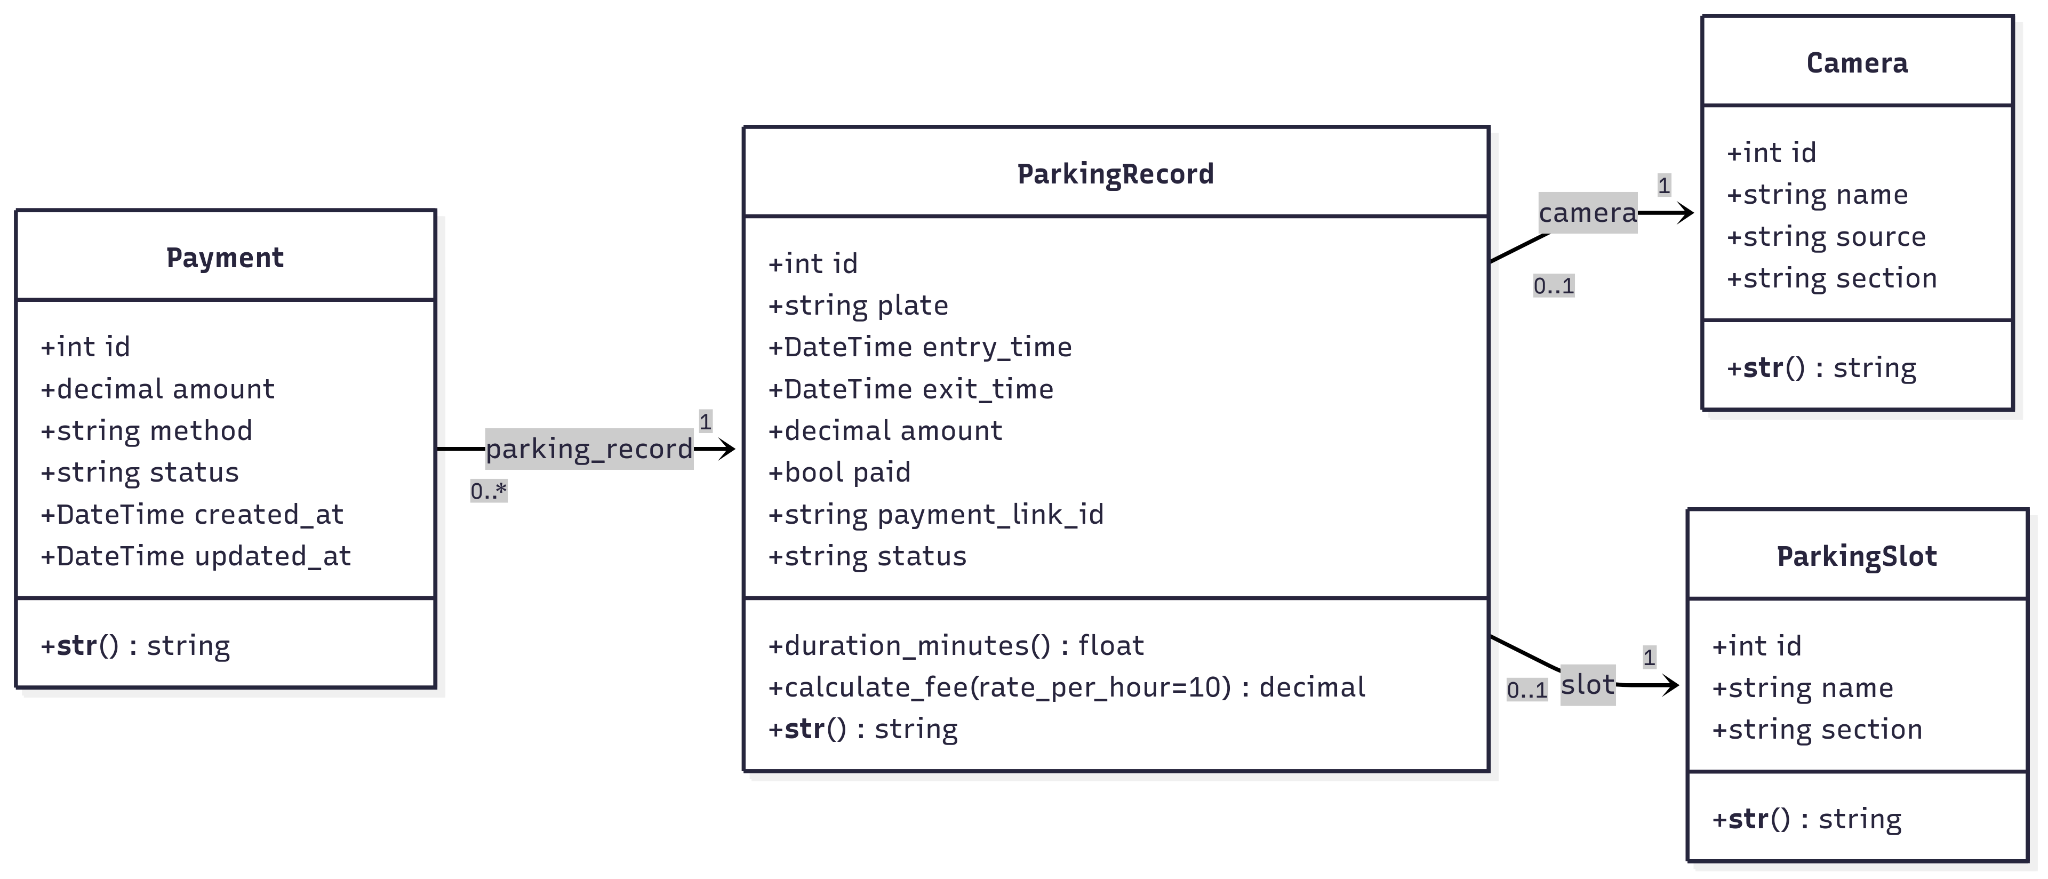 Payment
+int id
+decimal amount
+string method
+string status
+DateTime created_at
+DateTime updated_at
+str() : string
parking_record
0..*
1
ParkingRecord
+int id
+string plate
+DateTime entry_time
+DateTime exit_time
+decimal amount
+bool paid
+string payment_link_id
+string status
+duration_minutes() : float
+calculate_fee(rate_per_hour=10) : decimal
+str() : string
camera
0..1
1
Camera
+int id
+string name
+string source
+string section
+str() : string
slot
0..1
1
ParkingSlot
+int id
+string name
+string section
+str() : string